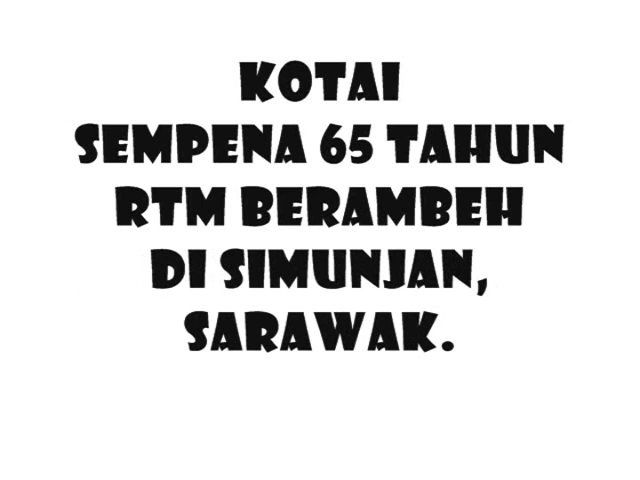 KOTAI
SEMPENA 65 TAHUN
RTM BERAMBEH
DI SIMUNJAN,
SARAWAK.